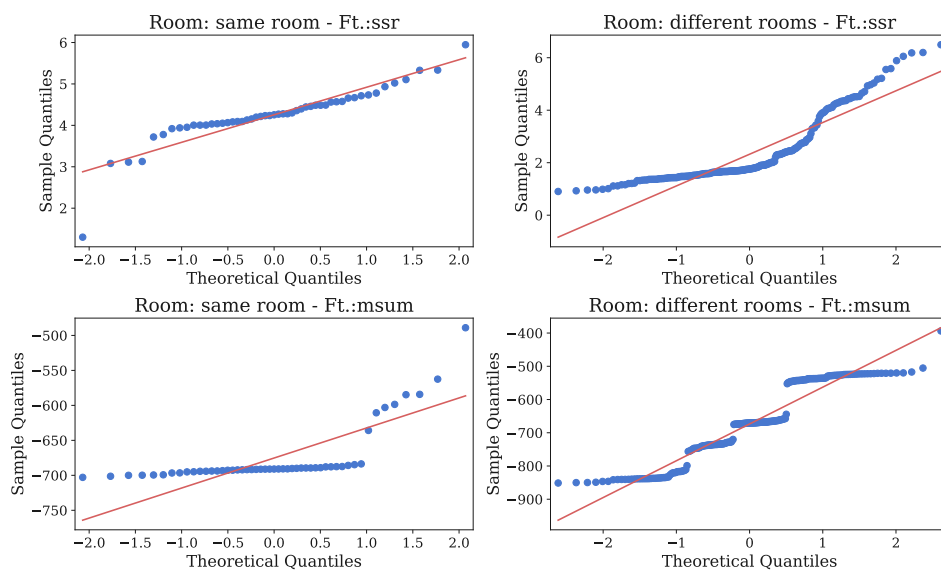 Room: same room - Ft.:ssr
Sample Quantiles
6
5
4
3
2
−2.0 −1.5 −1.0 −0.5 0.0 0.5 1.0 1.5 2.0
Theoretical Quantiles
Room: different rooms - Ft.:ssr
Sample Quantiles
6
4
2
0
−2 −1 0 1 2
Theoretical Quantiles
Room: same room - Ft.:msum
Sample Quantiles
−500
−550
−600
−650
−700
−750
−2.0 −1.5 −1.0 −0.5 0.0 0.5 1.0 1.5 2.0
Theoretical Quantiles
Room: different rooms - Ft.:msum
Sample Quantiles
−400
−500
−600
−700
−800
−900
−2 −1 0 1 2
Theoretical Quantiles